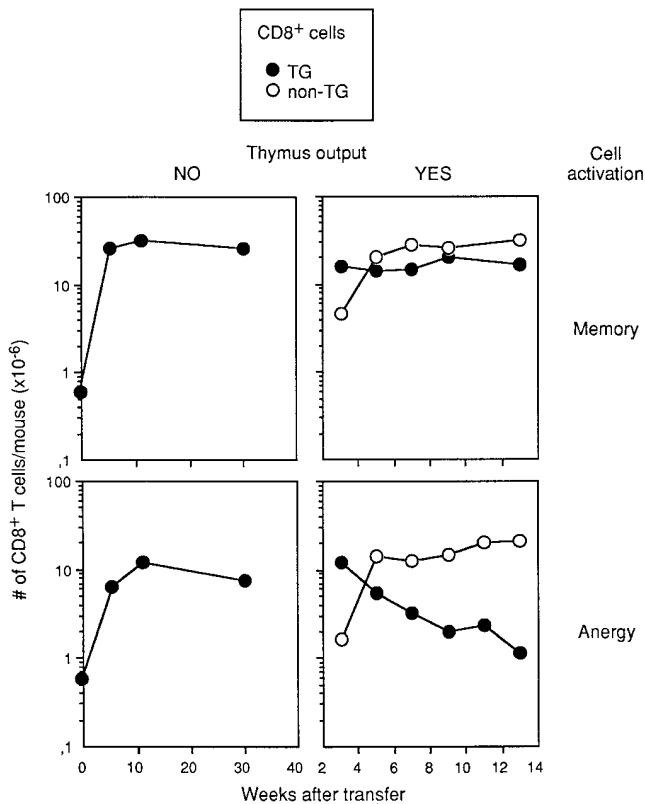 CD8+ cells
TG
non-TG
Thymus output
NO
YES
Cell
activation
100
10
1
,1
Memory
# of CD8+ T cells/mouse (x10-6)
100
10
1
,1
Anergy
0 10 20 30 40
2 4 6 8 10 12 14
Weeks after transfer